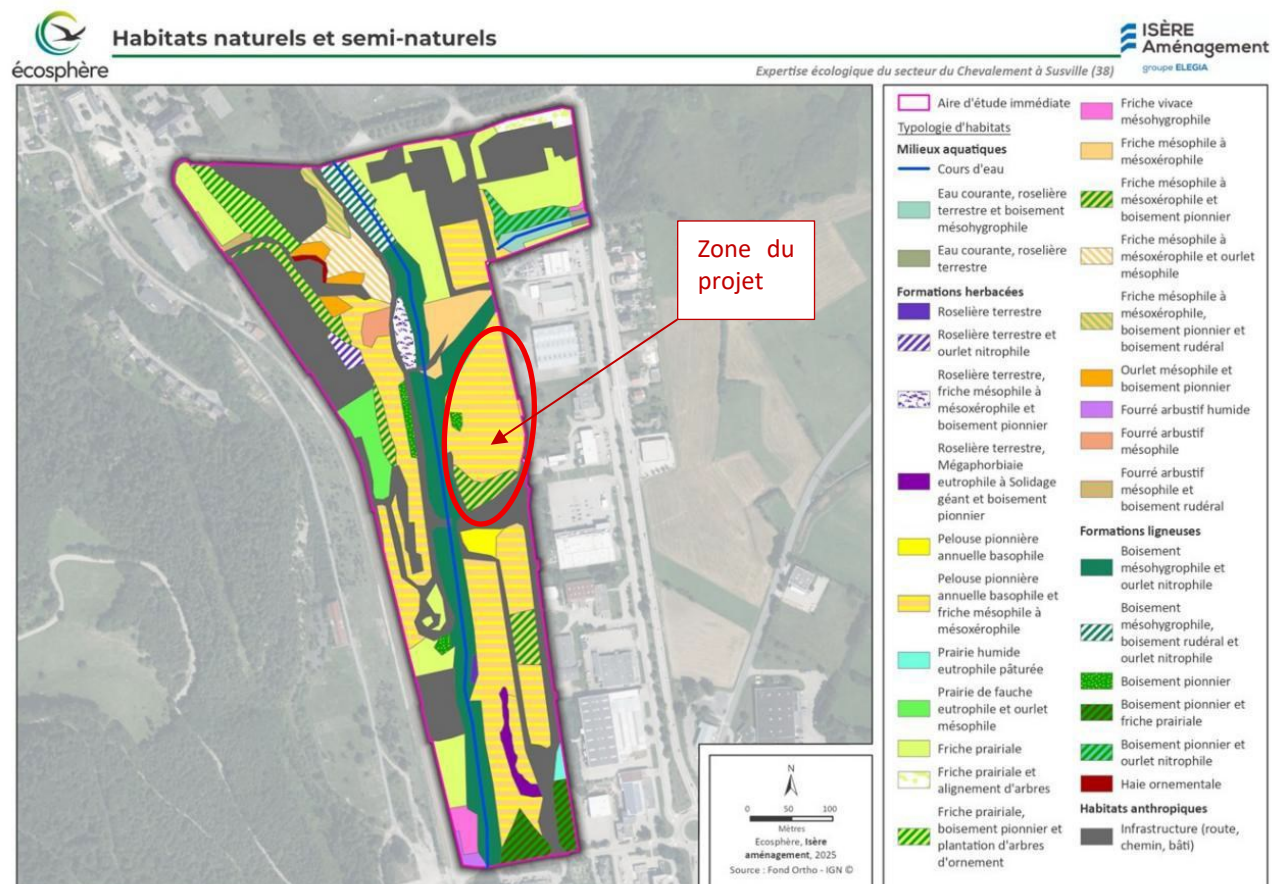 écosphère
Habitats naturels et semi-naturels
Expertise écologique du secteur du Chevalement à Susville (38)
ISÈRE
Aménagement
groupe ELEGIA
Zone du
projet
N
0 50 100
Mètres
Ecosphère, Isère
aménagement, 2025
Source : Fond Ortho - IGN ©
Aire d'étude immédiate
Typologie d'habitats
Milieux aquatiques
Cours d'eau
Eau courante, roselière
terrestre et boisement
mésohygrophile
Eau courante, roselière
terrestre
Formations herbacées
Roselière terrestre
Roselière terrestre et
ourlet nitrophile
Roselière terrestre,
friche mésophile à
mésoxérophile et
boisement pionnier
Roselière terrestre,
Mégaphorbiaie
eutrophile à Solidage
géant et boisement
pionnier
Pelouse pionnière
annuelle basophile
Pelouse pionnière
annuelle basophile et
friche mésophile à
mésoxérophile
Prairie humide
eutrophile pâturée
Prairie de fauche
eutrophile et ourlet
mésophile
Friche prairiale
Friche prairiale et
alignement d'arbres
Friche prairiale,
boisement pionnier et
plantation d'arbres
d'ornement
Friche vivace
mésohygrophile
Friche mésophile à
mésoxérophile
Friche mésophile à
mésoxérophile et
boisement pionnier
Friche mésophile à
mésoxérophile et ourlet
mésophile
Friche mésophile à
mésoxérophile,
boisement pionnier et
boisement rudéral
Ourlet mésophile et
boisement pionnier
Fourré arbustif humide
Fourré arbustif
mésophile
Fourré arbustif
mésophile et
boisement rudéral
Formations ligneuses
Boisement
mésohygrophile et
ourlet nitrophile
Boisement
mésohygrophile,
boisement rudéral et
ourlet nitrophile
Boisement pionnier
Boisement pionnier et
friche prairiale
Boisement pionnier et
ourlet nitrophile
Haie ornementale
Habitats anthropiques
Infrastructure (route,
chemin, bâti)